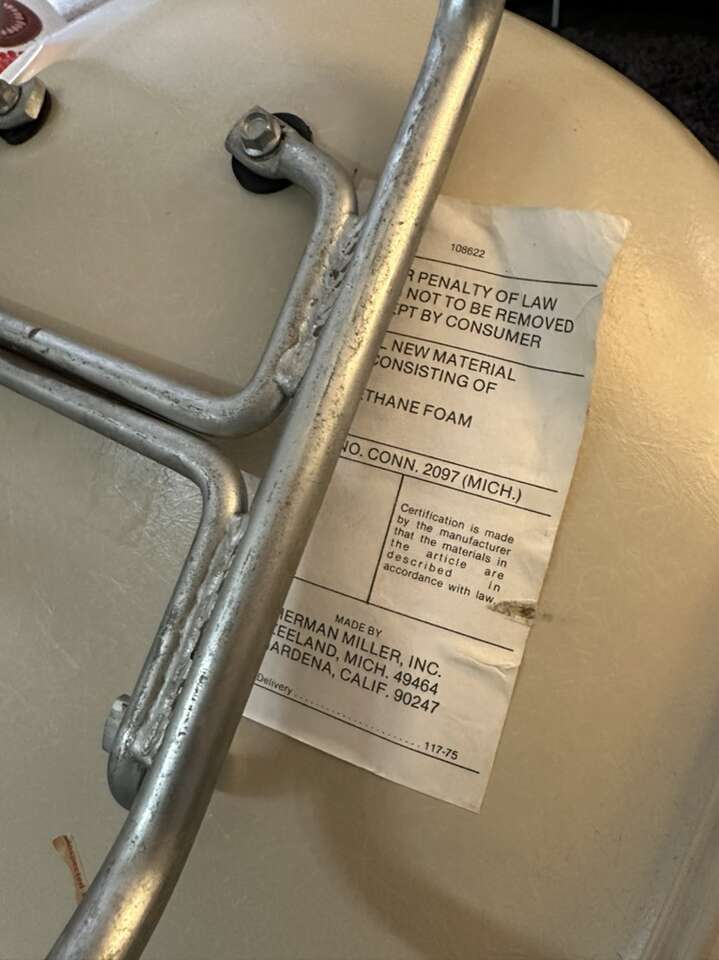 108622
R PENALTY OF LAW
NOT TO BE REMOVED
EPT BY CONSUMER
L NEW MATERIAL
CONSISTING OF
THANE FOAM
NO. CONN. 2097 (MICH.)
Certification is made
by the manufacturer
that the materials in
the article are
described in
accordance with law.
MADE BY
HERMAN MILLER, INC.
EELAND, MICH. 49464
ARDENA, CALIF. 90247
Delivery
117-75